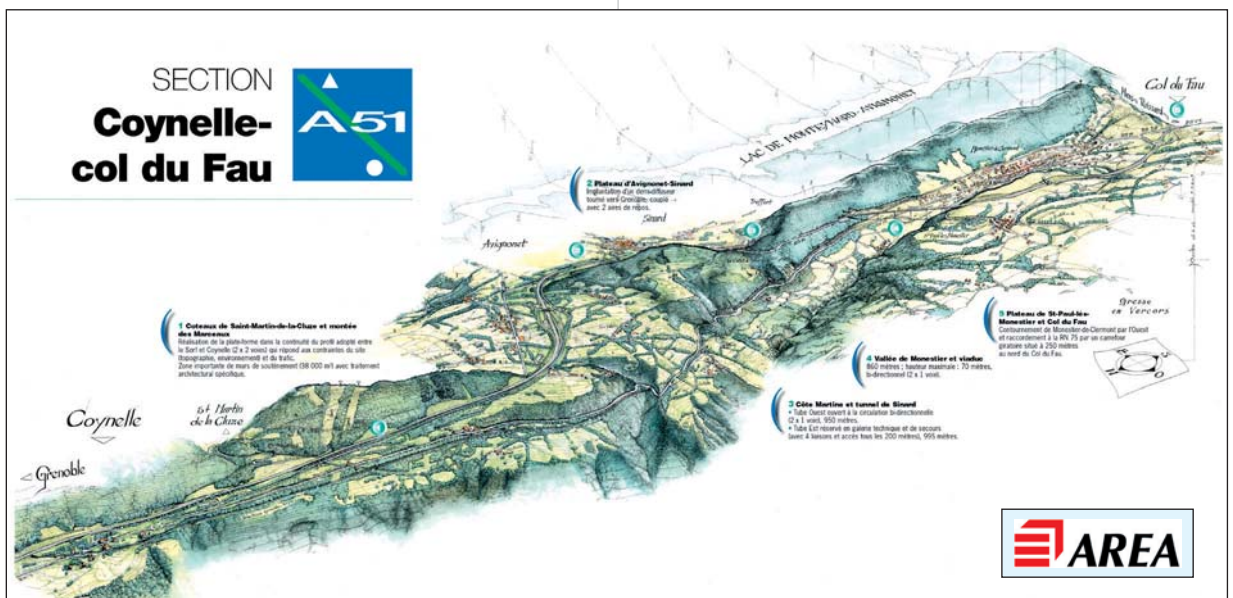 SECTION
Coynelle-
col du Fau
A51
Col du Fau
LAC DE MONTEYNARD-AVIGNONET
2 Plateau d'Avignonet-Sinard
Implantation d'un demi-diffuseur
tourné vers Grenoble, couplé
avec 2 aires de repos.
Sinard
Treffort
Avignonet
1 Coteaux de Saint-Martin-de-la-Cluze et montée
des Marceaux
Réalisation de la plate-forme dans la continuité du profil adopté entre
le Sort et Coynelle (2 x 2 voies) qui répond aux contraintes du site
(topographie, environnement) et du trafic.
Zone importante de murs de soutènement (38 000 m²) avec traitement
architectural spécifique.
Gresse
en Vercors
5 Plateau de St-Paul-lès-
Monestier et Col du Fau
Contournement de Monestier-de-Clermont par l'Ouest
et raccordement à la RN 75 par un carrefour
giratoire situé à 250 mètres
au nord du Col du Fau.
4 Vallée de Monestier et viaduc
860 mètres ; hauteur maximale : 70 mètres,
bi-directionnel (2 x 1 voie).
3 Côte Martine et tunnel de Sinard
• Tube Ouest ouvert à la circulation bi-directionnelle
(2 x 1 voie), 950 mètres.
• Tube Est réservé en galerie technique et de secours
(avec 4 liaisons et accès tous les 200 mètres), 995 mètres.
St Martin
de la Cluze
Coynelle
Grenoble
AREA